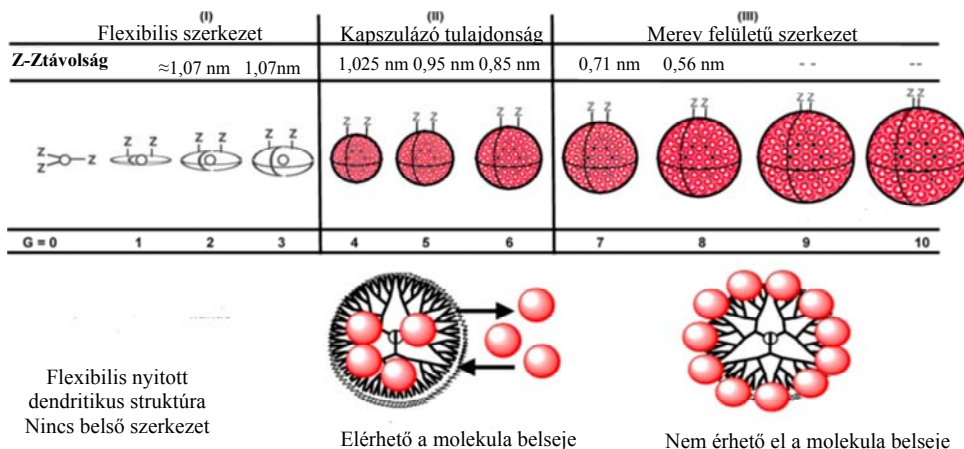 (I) (II) (III)
Flexibilis szerkezet Kapszulázó tulajdonság Merev felületű szerkezet
Z-Ztávolság ≈1,07 nm 1,07nm 1,025 nm 0,95 nm 0,85 nm 0,71 nm 0,56 nm - - --
Z Z Z Z Z Z Z Z Z Z Z Z Z Z Z Z Z Z Z Z Z Z Z
G = 0 1 2 3 4 5 6 7 8 9 10
Flexibilis nyitott
dendritikus struktúra
Nincs belső szerkezet
Elérhető a molekula belseje
Nem érhető el a molekula belseje